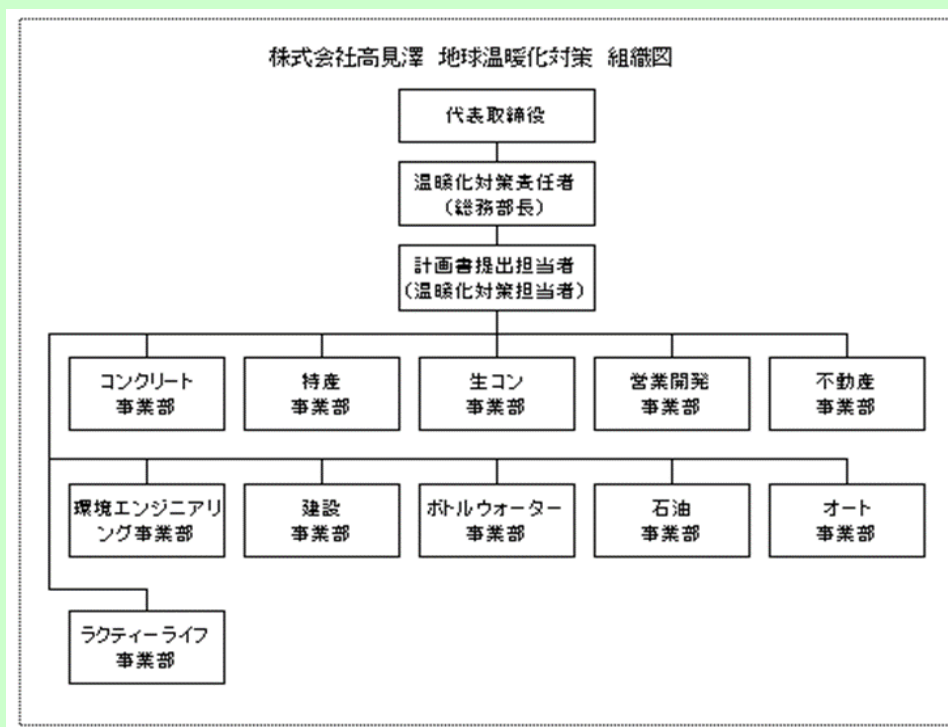 株式会社高見澤 地球温暖化対策 組織図
代表取締役
温暖化対策責任者
(総務部長)
計画書提出担当者
(温暖化対策担当者)
コンクリート
事業部
特産
事業部
生コン
事業部
営業開発
事業部
不動産
事業部
環境エンジニアリ
ング事業部
建設
事業部
ボトルウォーター
事業部
石油
事業部
オート
事業部
ラクティーライフ
事業部